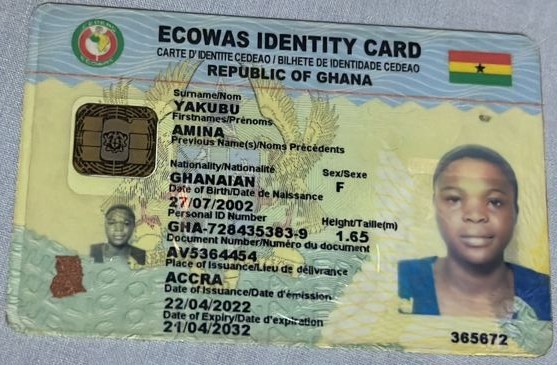 ECOWAS IDENTITY CARD
CARTE D'IDENTITE CEDEAO / BILHETE DE IDENTIDADE CEDEAO
REPUBLIC OF GHANA
Surname/Nom
YAKUBU
Firstnames/Prénoms
AMINA
Previous Name(s)/Noms Précédents
Nationality/Nationalité
Sex/Sexe
GHANAIAN
F
Date of Birth/Date de Naissance
27/07/2002
Personal ID Number
Height/Taille(m)
GHA-728435383-9
1.65
Document Number/Numéro du document
AV5364454
Place of Issuance/Lieu de délivrance
ACCRA
Date of Issuance/Date d'émission
22/04/2022
Date of Expiry/Date d'expiration
21/04/2032
365672